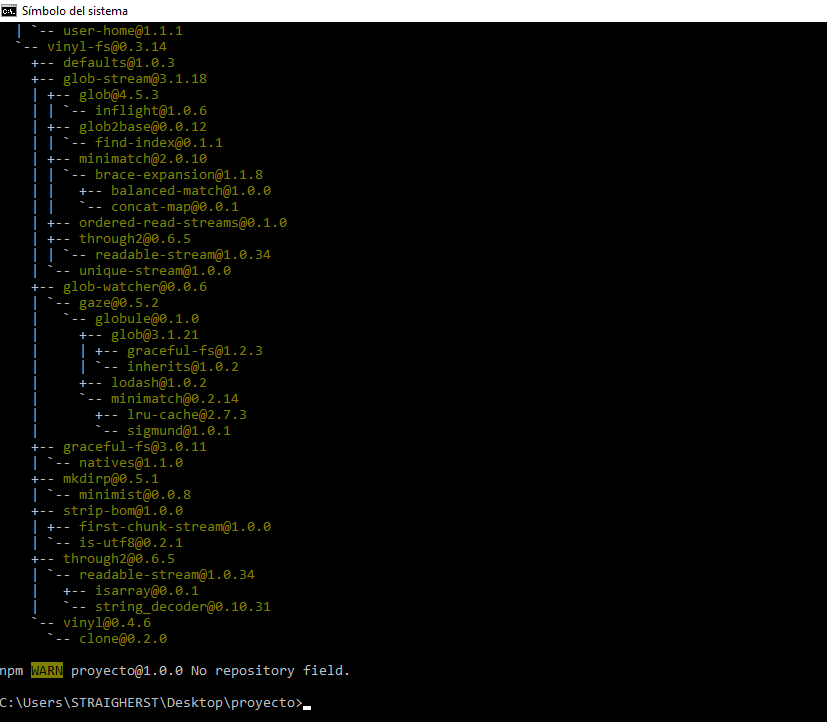 Símbolo del sistema
| `-- user-home@1.1.1
`-- vinyl-fs@0.3.14
  +-- defaults@1.0.3
  +-- glob-stream@3.1.18
  | +-- glob@4.5.3
  | | `-- inflight@1.0.6
  | +-- glob2base@0.0.12
  | | `-- find-index@0.1.1
  | +-- minimatch@2.0.10
  | | `-- brace-expansion@1.1.8
  | |   +-- balanced-match@1.0.0
  | |   `-- concat-map@0.0.1
  | +-- ordered-read-streams@0.1.0
  | +-- through2@0.6.5
  | | `-- readable-stream@1.0.34
  | `-- unique-stream@1.0.0
  +-- glob-watcher@0.0.6
  | `-- gaze@0.5.2
  |   `-- globule@0.1.0
  |     +-- glob@3.1.21
  |     | +-- graceful-fs@1.2.3
  |     | `-- inherits@1.0.2
  |     +-- lodash@1.0.2
  |     `-- minimatch@0.2.14
  |       +-- lru-cache@2.7.3
  |       `-- sigmund@1.0.1
  +-- graceful-fs@3.0.11
  | `-- natives@1.1.0
  +-- mkdirp@0.5.1
  | `-- minimist@0.0.8
  +-- strip-bom@1.0.0
  | +-- first-chunk-stream@1.0.0
  | `-- is-utf8@0.2.1
  +-- through2@0.6.5
  | `-- readable-stream@1.0.34
  |   +-- isarray@0.0.1
  |   `-- string_decoder@0.10.31
  `-- vinyl@0.4.6
    `-- clone@0.2.0
npm WARN proyecto@1.0.0 No repository field.
C:\Users\STRAIGHERST\Desktop\proyecto>